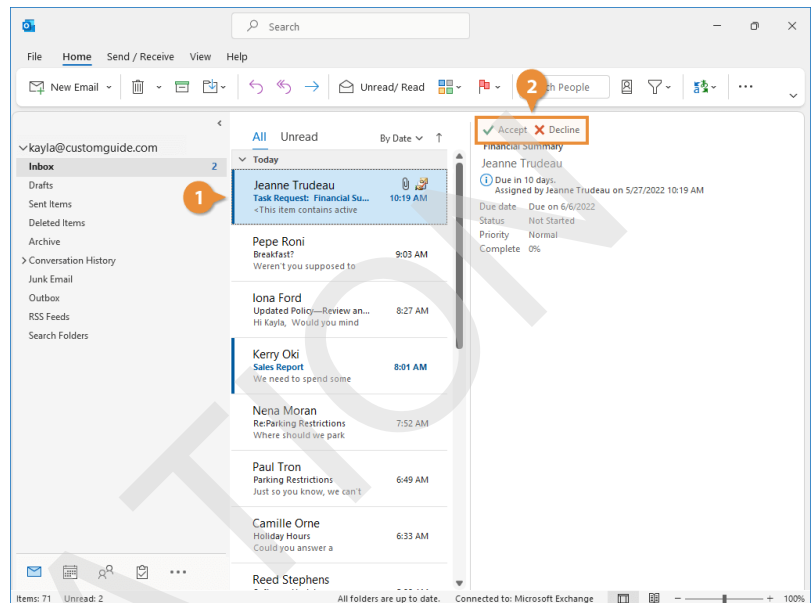 Search
File Home Send / Receive View Help
New Email Unread/ Read People
2
kayla@customguide.com
Inbox 2
Drafts
Sent Items
Deleted Items
Archive
Conversation History
Junk Email
Outbox
RSS Feeds
Search Folders
All Unread By Date
Today
1
Jeanne Trudeau
Task Request: Financial Su... 10:19 AM
<This item contains active
Pepe Roni
Breakfast? 9:03 AM
Weren't you supposed to
Iona Ford
Updated Policy—Review an... 8:27 AM
Hi Kayla, Would you mind
Kerry Oki
Sales Report 8:01 AM
We need to spend some
Nena Moran
Re:Parking Restrictions 7:52 AM
Where should we park
Paul Tron
Parking Restrictions 6:49 AM
Just so you know, we can't
Camille Orne
Holiday Hours 6:33 AM
Could you answer a
Reed Stephens
Accept Decline
Financial Summary
Jeanne Trudeau
Due in 10 days.
Assigned by Jeanne Trudeau on 5/27/2022 10:19 AM
Due date Due on 6/6/2022
Status Not Started
Priority Normal
Complete 0%
Items: 71 Unread: 2 All folders are up to date. Connected to: Microsoft Exchange 100%
ATION